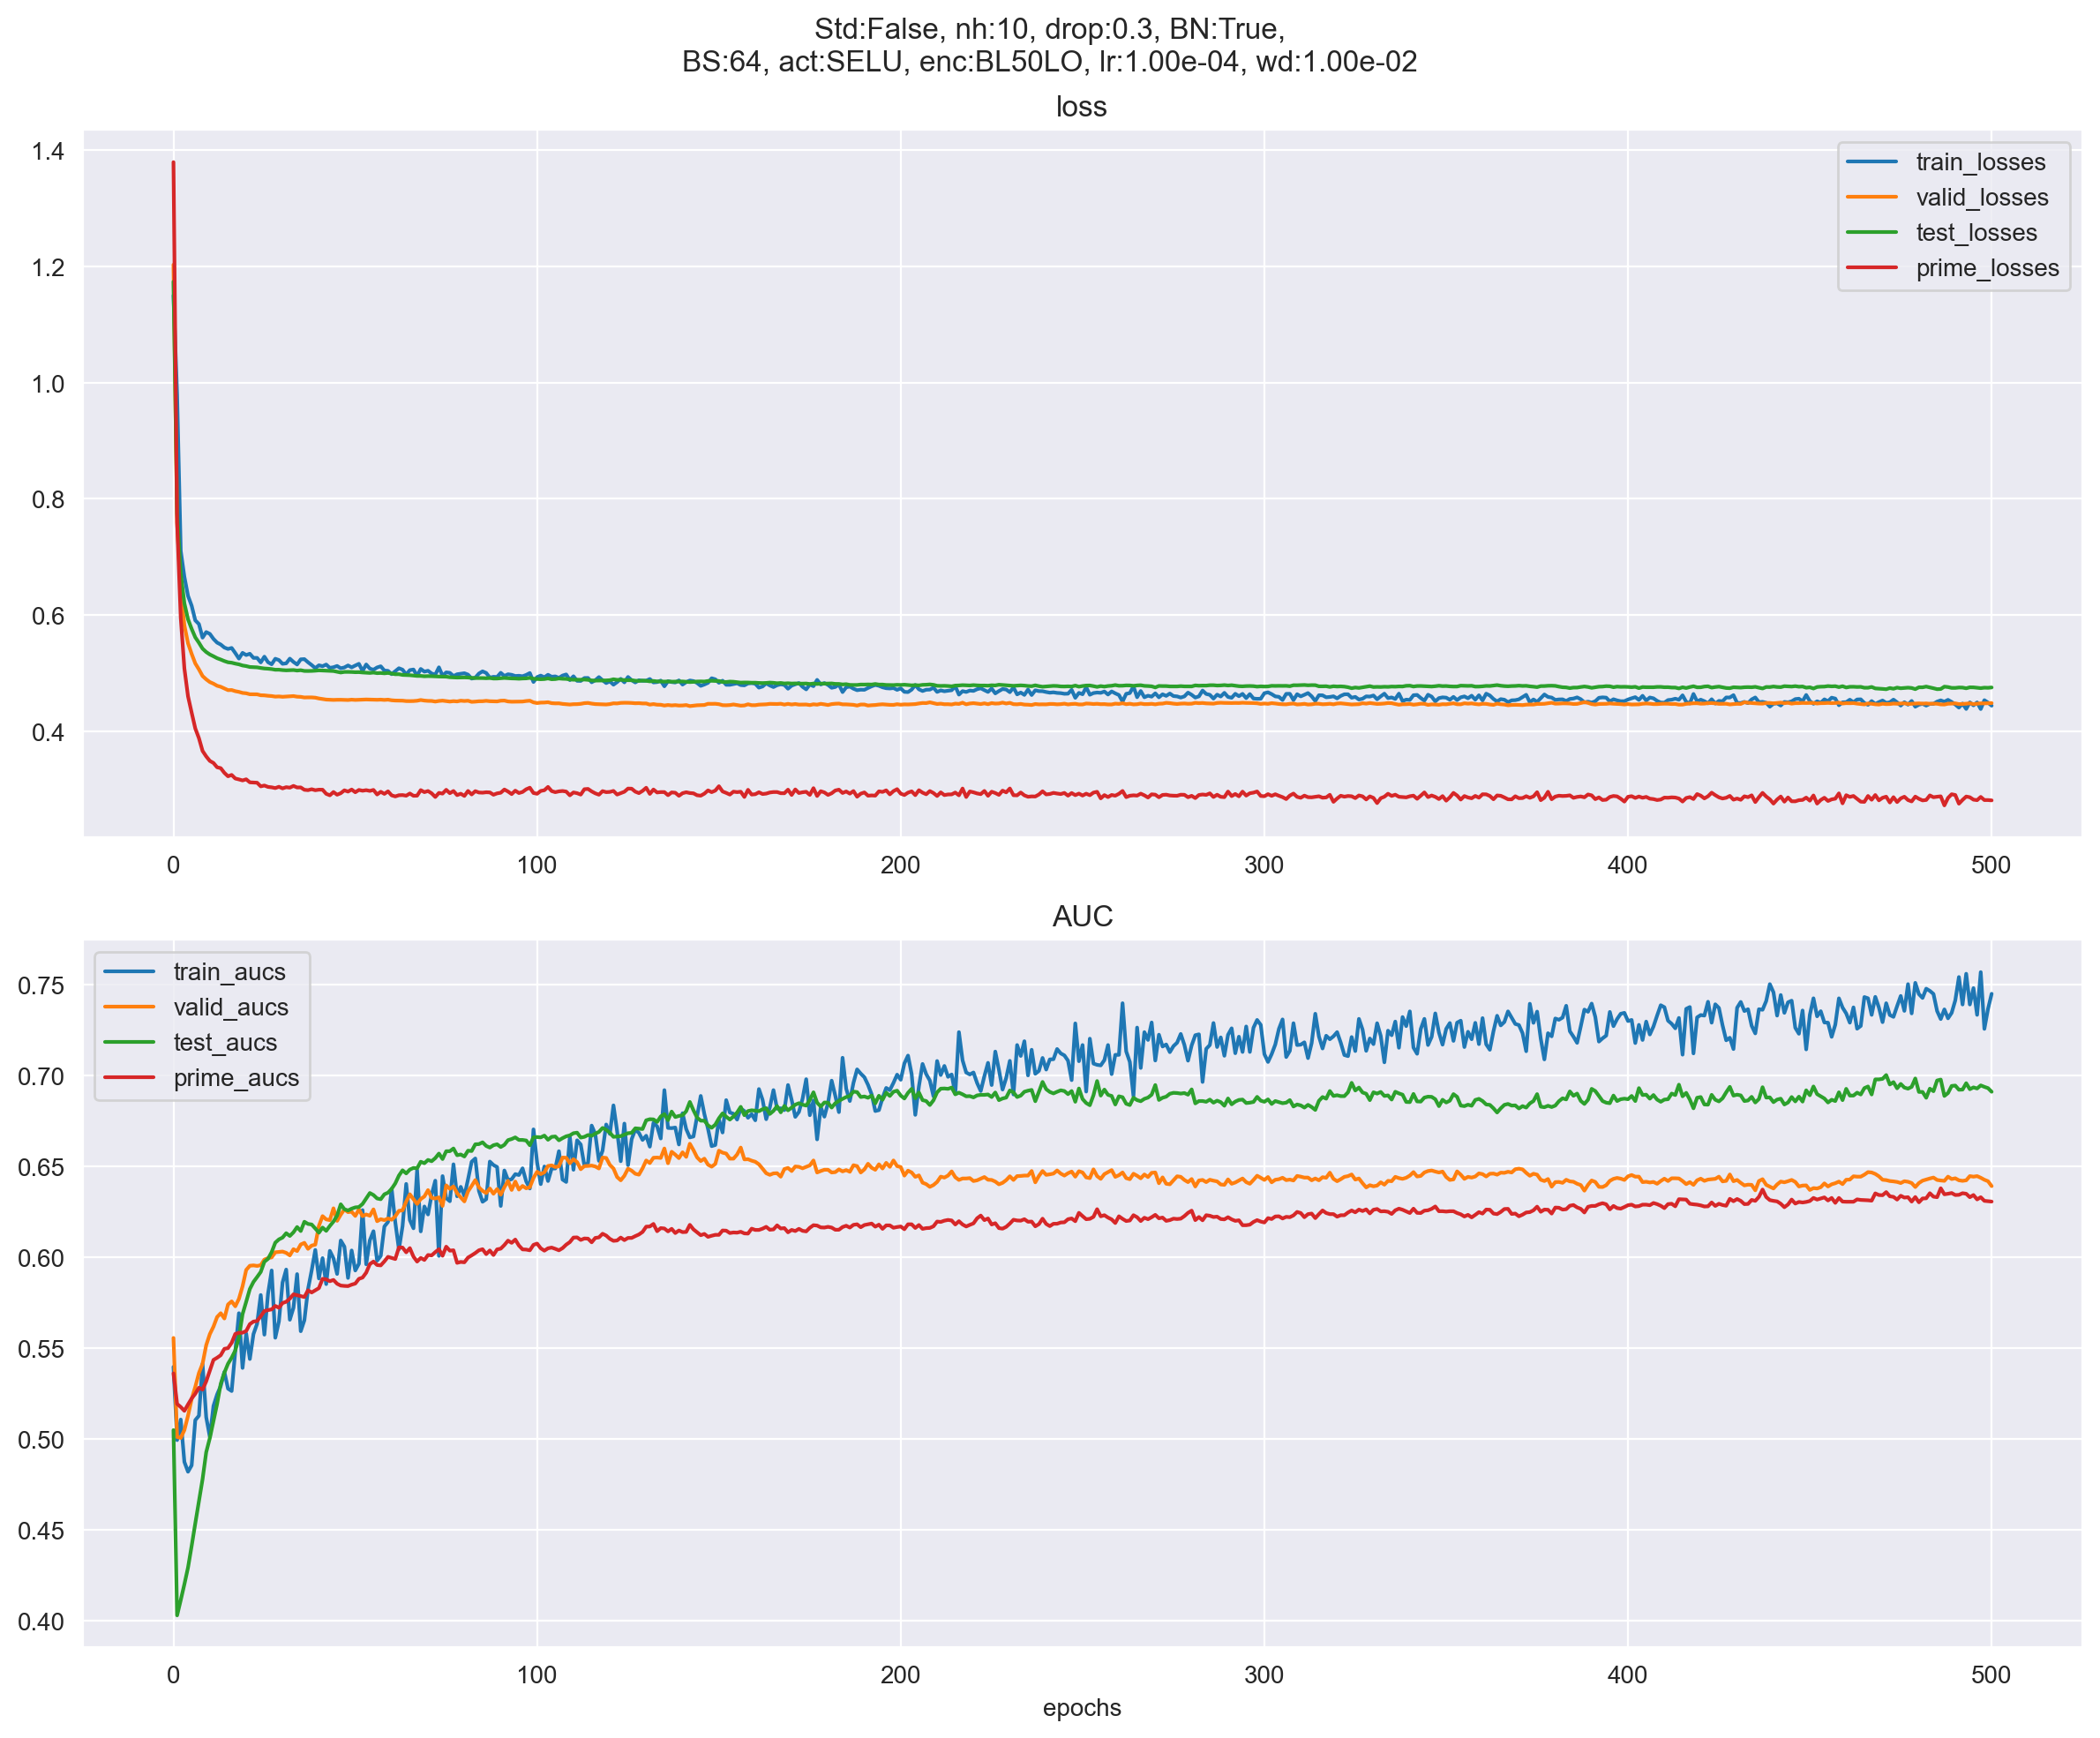 Std:False, nh:10, drop:0.3, BN:True,
BS:64, act:SELU, enc:BL50LO, lr:1.00e-04, wd:1.00e-02
loss
1.4
1.2
1.0
0.8
0.6
0.4
train_losses
valid_losses
test_losses
prime_losses
0 100 200 300 400 500
AUC
0.75
0.70
0.65
0.60
0.55
0.50
0.45
0.40
train_aucs
valid_aucs
test_aucs
prime_aucs
0 100 200 300 400 500
epochs